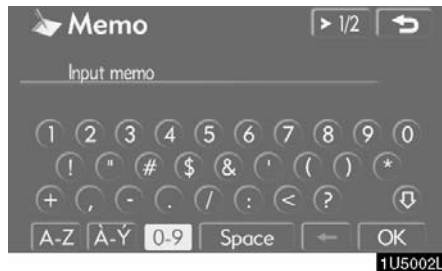 Memo > 1/2
Input memo
1 2 3 4 5 6 7 8 9 0
! " # $ & ' ( ) *
+ , - . / : < ?
A-Z À-Ý 0-9 Space ← OK
1U5002L